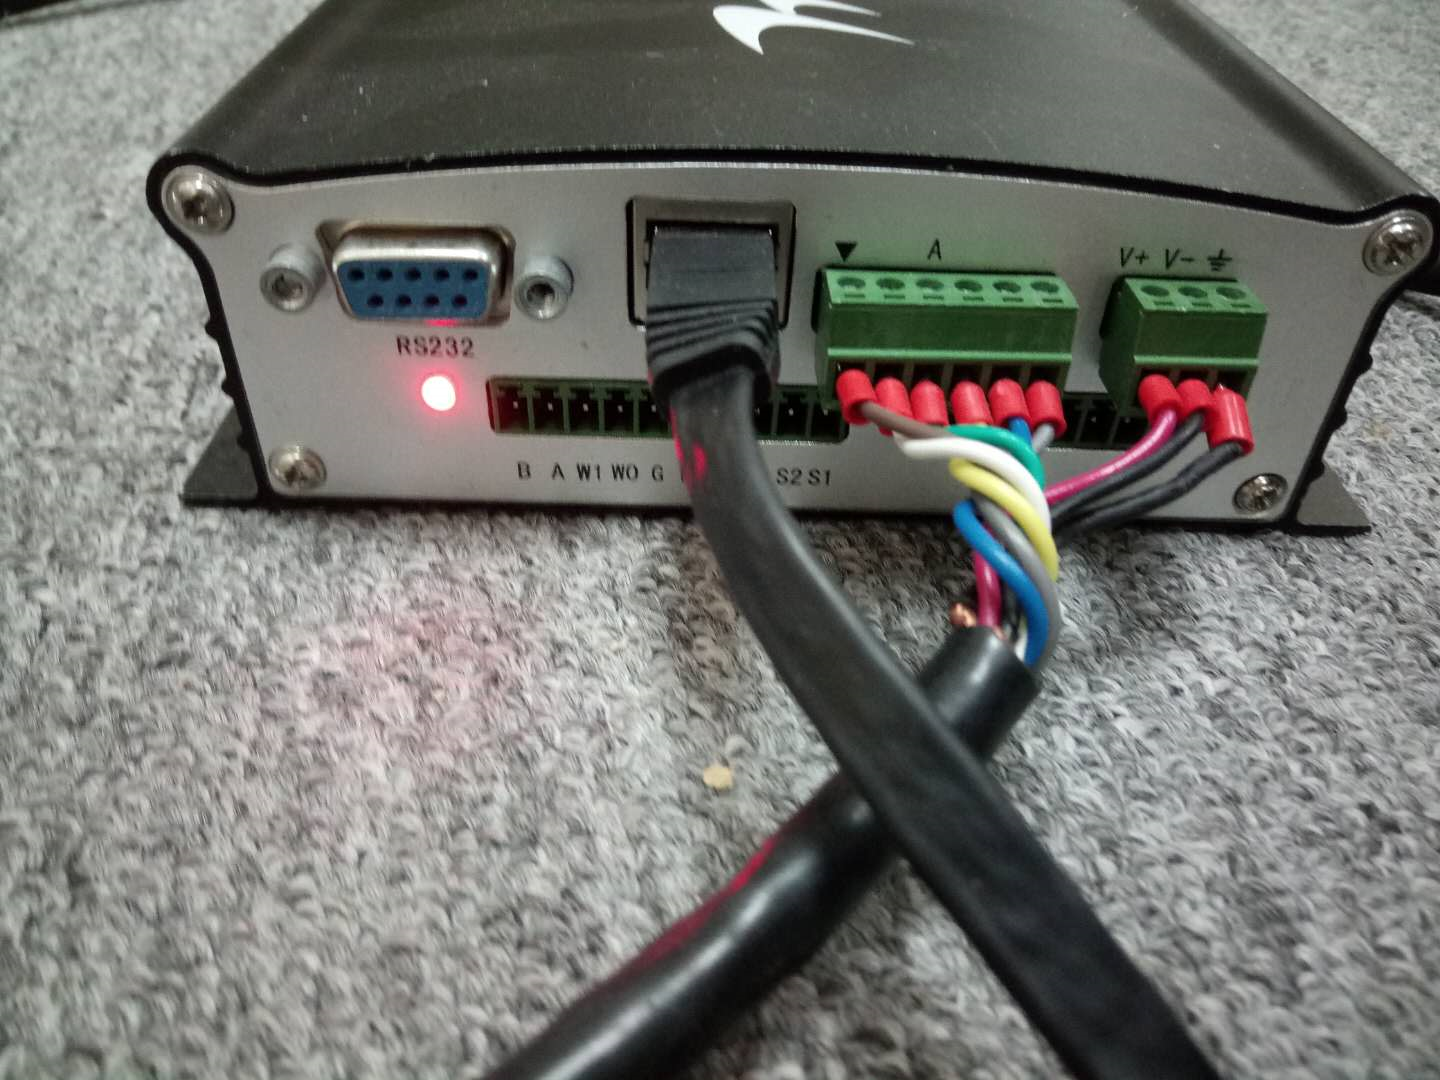 A
V+ V-
RS232
B A W1 W0 G
S2 S1